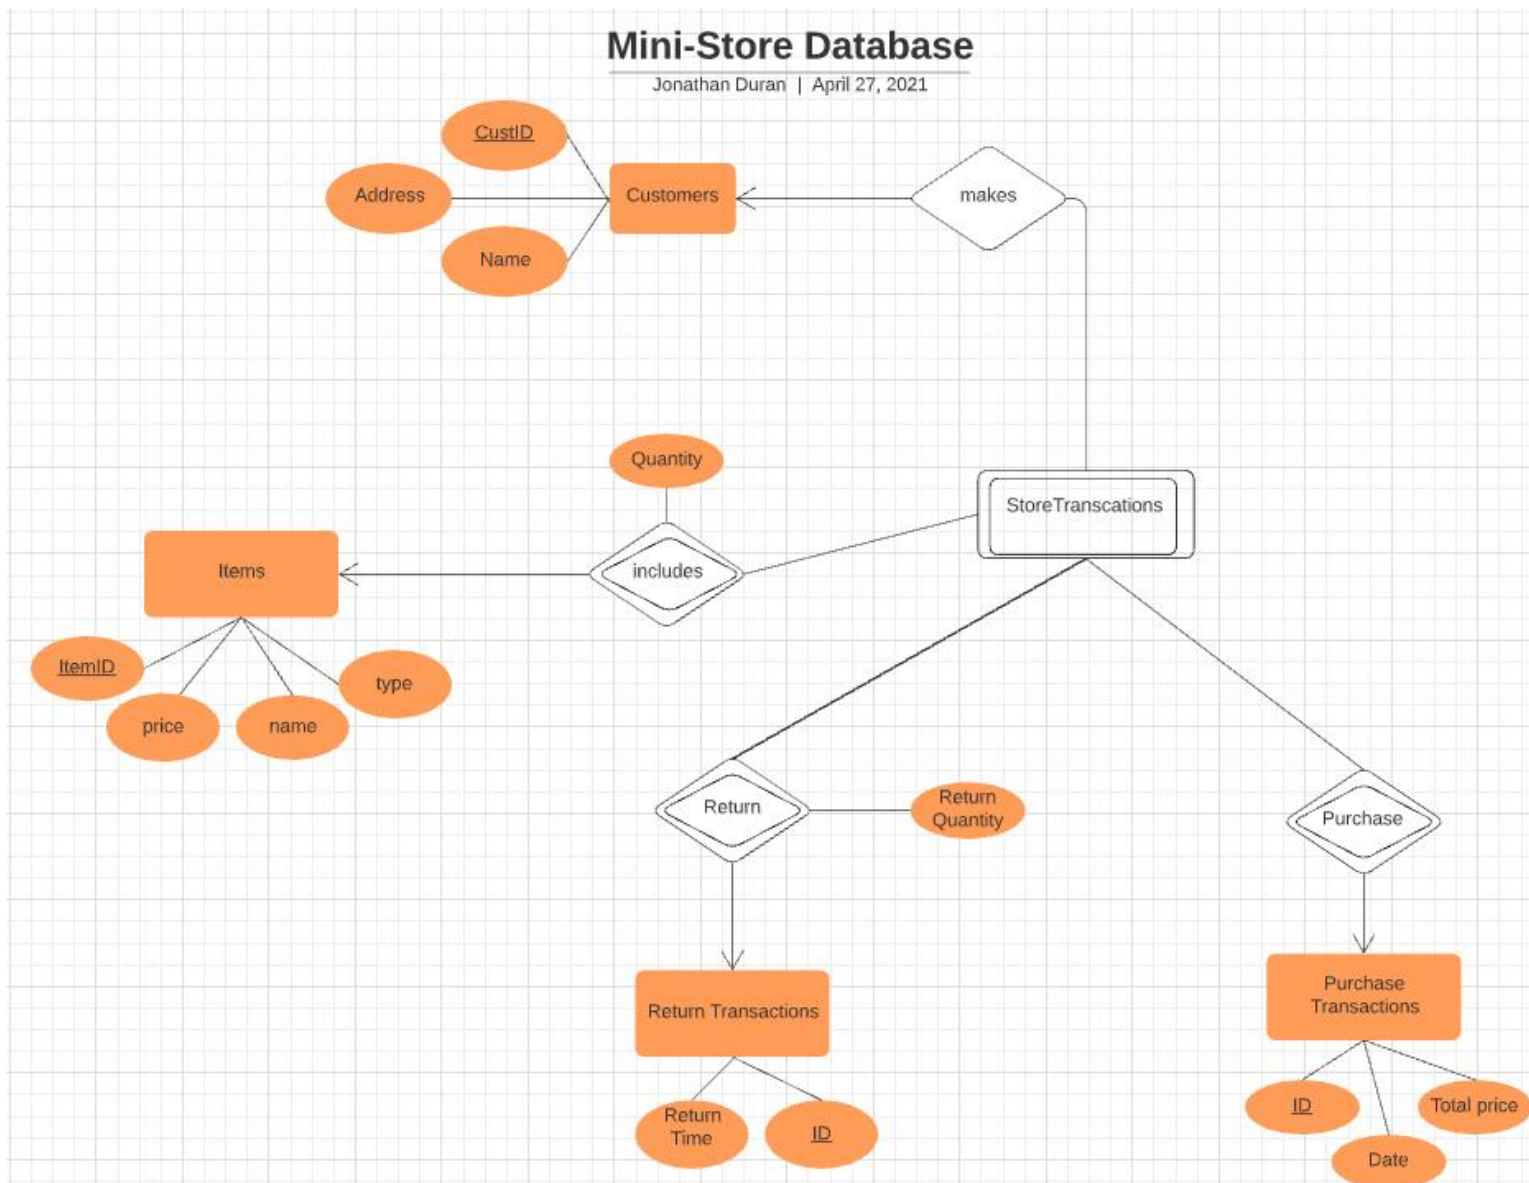 Mini-Store Database
Jonathan Duran | April 27, 2021
CustID
Address
Customers
makes
Name
Quantity
StoreTranscations
Items
includes
ItemID
type
price
name
Return
Return
Quantity
Purchase
Return Transactions
Purchase
Transactions
Return
Time
ID
ID
Total price
Date